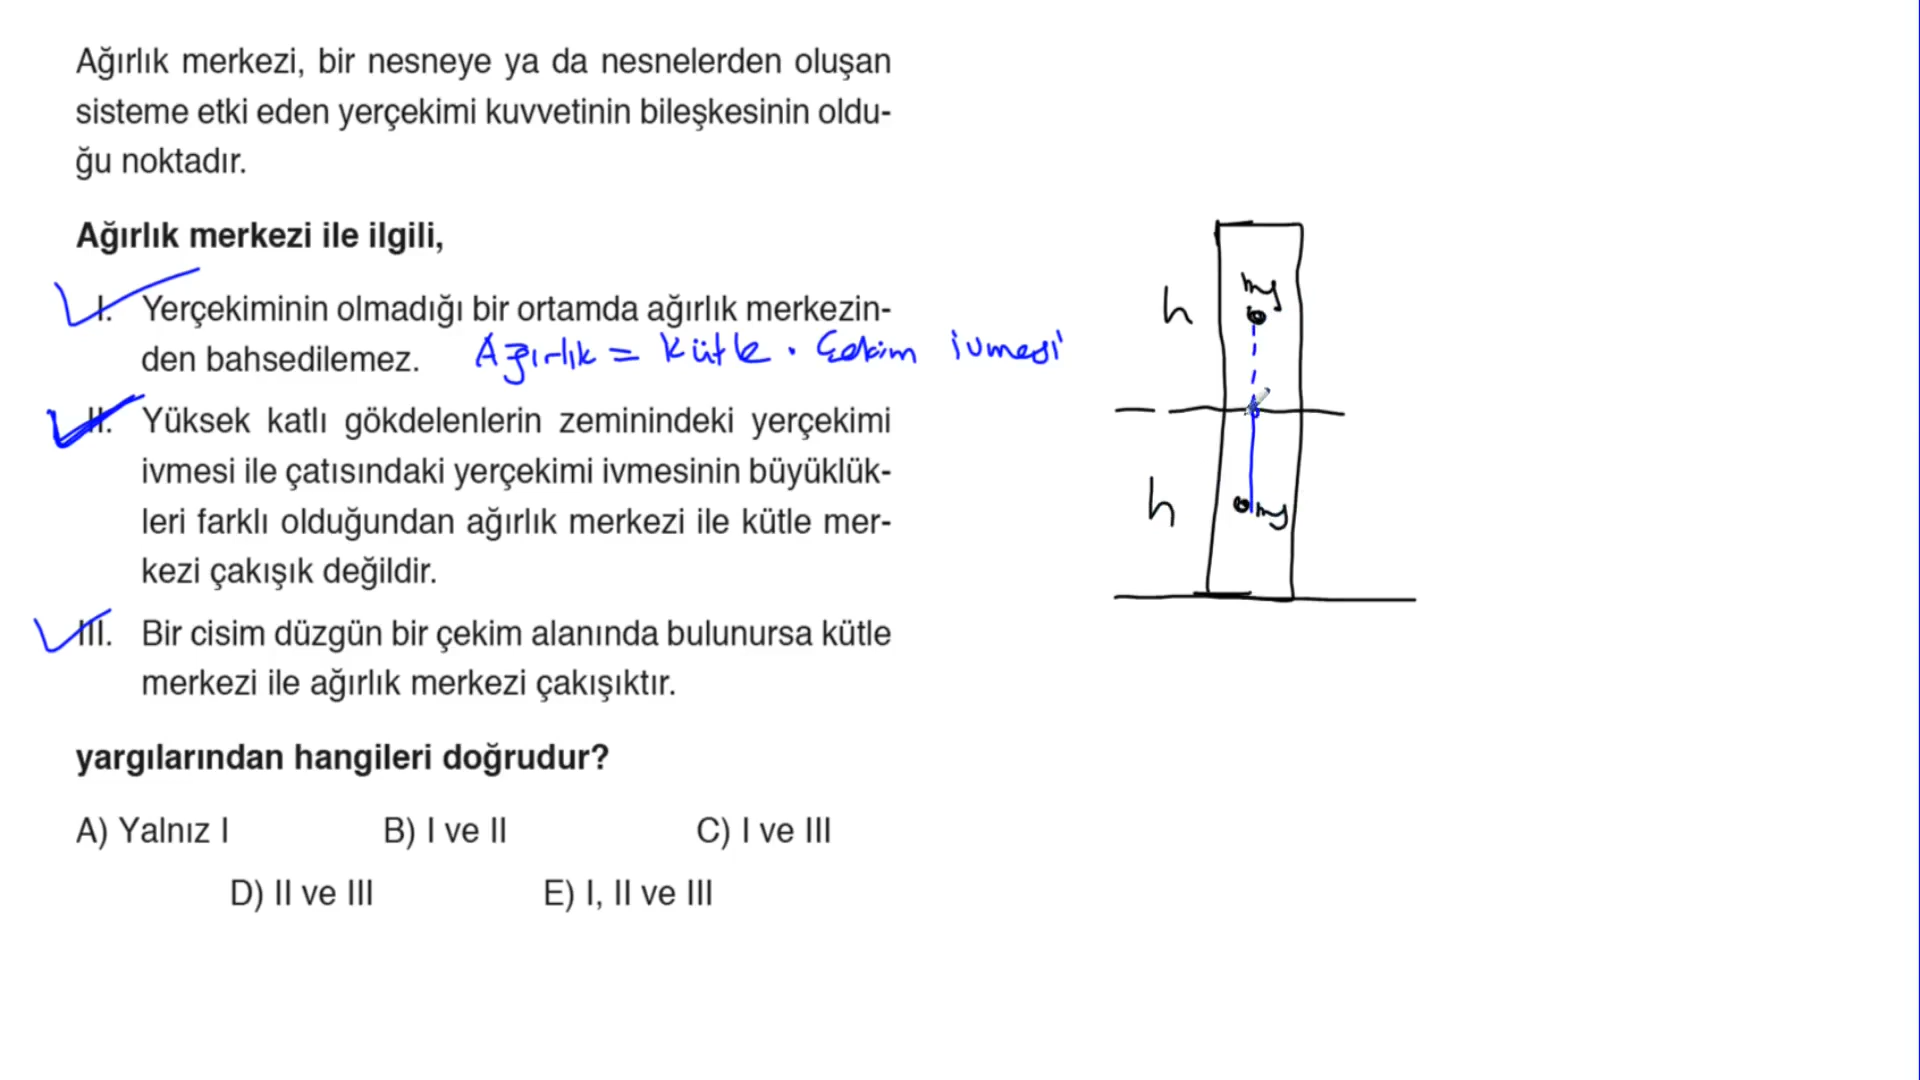 Ağırlık merkezi, bir nesneye ya da nesnelerden oluşan
sisteme etki eden yerçekimi kuvvetinin bileşkesinin oldu-
ğu noktadır.
Ağırlık merkezi ile ilgili,
I. Yerçekiminin olmadığı bir ortamda ağırlık merkezin-
den bahsedilemez.
Ağırlık = Kütle . Çekim ivmesi
II. Yüksek katlı gökdelenlerin zeminindeki yerçekimi
ivmesi ile çatısındaki yerçekimi ivmesinin büyüklük-
leri farklı olduğundan ağırlık merkezi ile kütle mer-
kezi çakışık değildir.
III. Bir cisim düzgün bir çekim alanında bulunursa kütle
merkezi ile ağırlık merkezi çakışıktır.
yargılarından hangileri doğrudur?
A) Yalnız I B) I ve II C) I ve III
D) II ve III E) I, II ve III
h mg
h mg